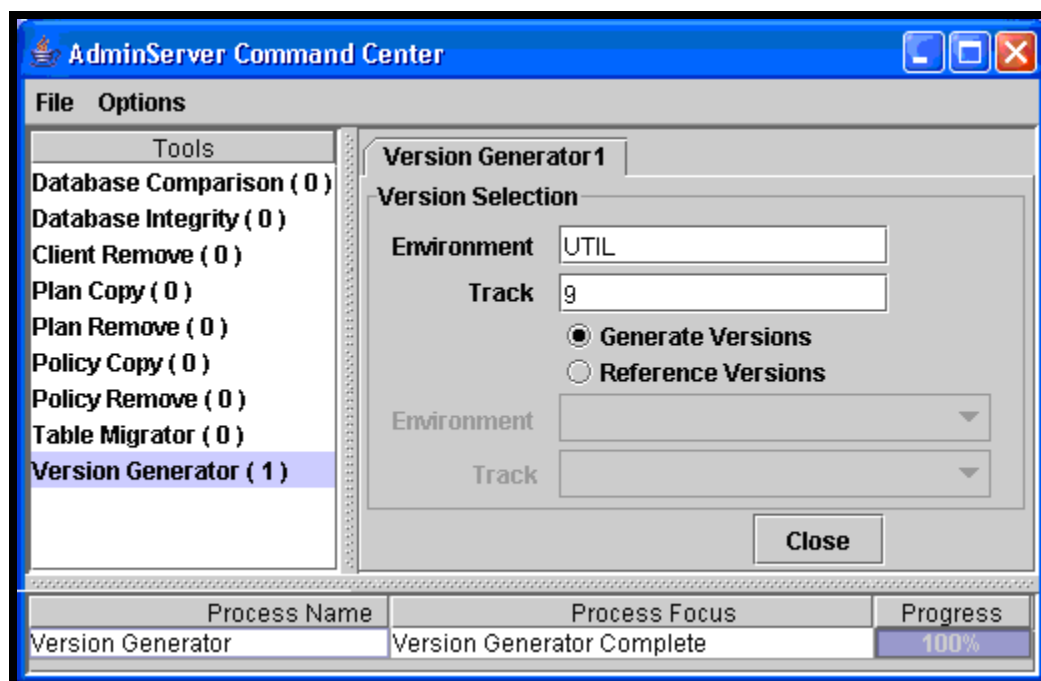 AdminServer Command Center
File Options
Tools
Database Comparison ( 0 )
Database Integrity ( 0 )
Client Remove ( 0 )
Plan Copy ( 0 )
Plan Remove ( 0 )
Policy Copy ( 0 )
Policy Remove ( 0 )
Table Migrator ( 0 )
Version Generator ( 1 )
Version Generator1
Version Selection
Environment UTIL
Track 9
Generate Versions
Reference Versions
Environment
Track
Close
Process Name Process Focus Progress
Version Generator Version Generator Complete 100%